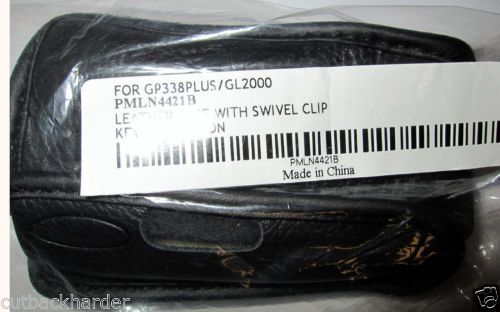 FOR GP338PLUS/GL2000
PMLN4421B
WITH SWIVEL CLIP
PMLN4421B
Made in China
cutbackharder